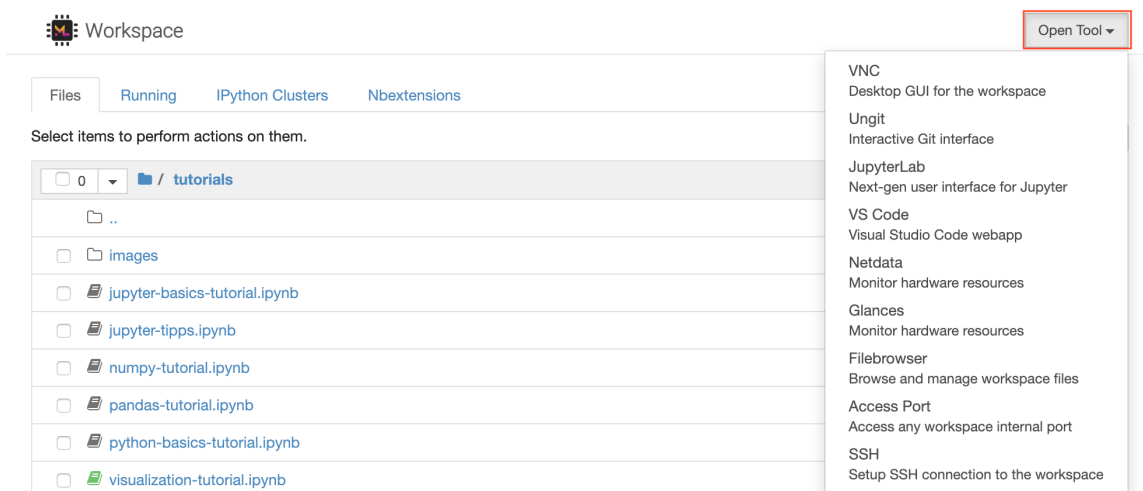 ML Workspace
Open Tool
Files Running IPython Clusters Nbextensions
Select items to perform actions on them.
0 / tutorials
..
images
jupyter-basics-tutorial.ipynb
jupyter-tipps.ipynb
numpy-tutorial.ipynb
pandas-tutorial.ipynb
python-basics-tutorial.ipynb
visualization-tutorial.ipynb
VNC
Desktop GUI for the workspace
Ungit
Interactive Git interface
JupyterLab
Next-gen user interface for Jupyter
VS Code
Visual Studio Code webapp
Netdata
Monitor hardware resources
Glances
Monitor hardware resources
Filebrowser
Browse and manage workspace files
Access Port
Access any workspace internal port
SSH
Setup SSH connection to the workspace